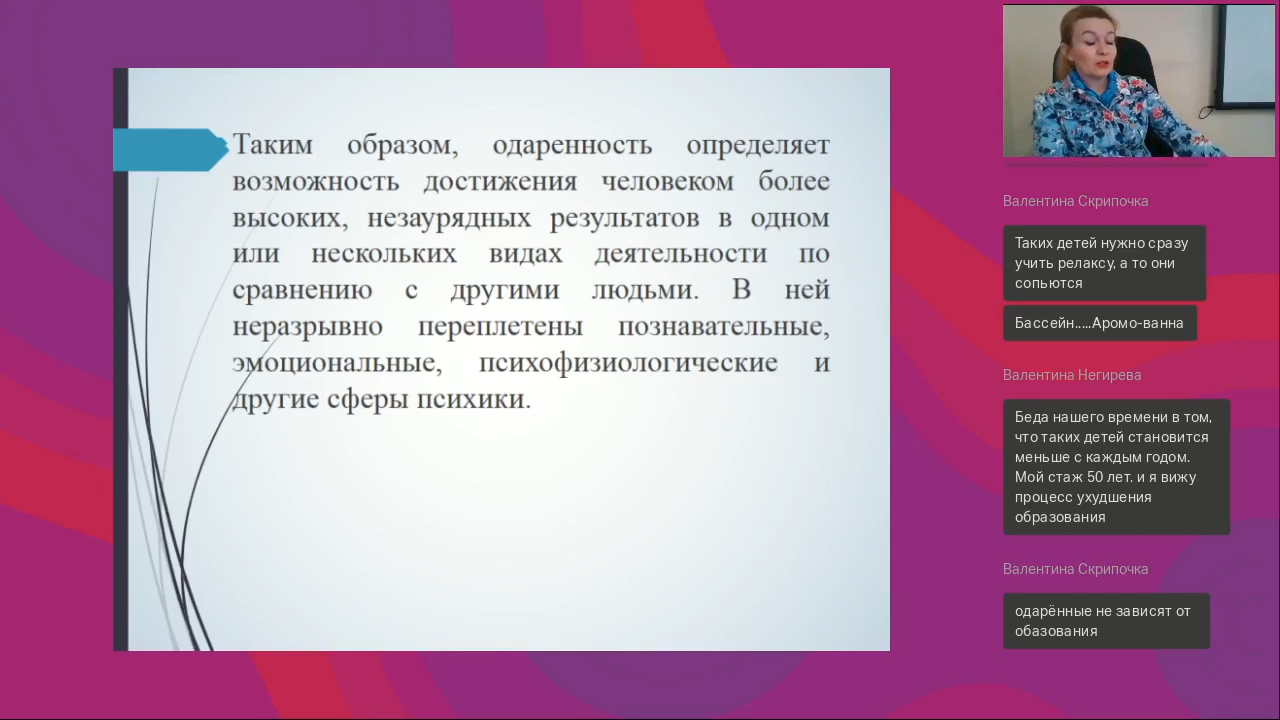 Таким образом, одаренность определяет
возможность достижения человеком более
высоких, незаурядных результатов в одном
или нескольких видах деятельности по
сравнению с другими людьми. В ней
неразрывно переплетены познавательные,
эмоциональные, психофизиологические и
другие сферы психики.
Валентина Скрипочка
Таких детей нужно сразу
учить релаксу, а то они
сопьются
Бассейн....Аромо-ванна
Валентина Негирева
Беда нашего времени в том,
что таких детей становится
меньше с каждым годом.
Мой стаж 50 лет. и я вижу
процесс ухудшения
образования
Валентина Скрипочка
одарённые не зависят от
обазования